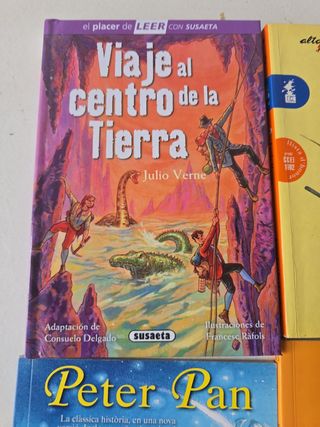 el placer de LEER CON SUSAETA
Viaje al
centro de la
Tierra
Julio Verne
Adaptación de
Consuelo Delgado
susaeta
Ilustraciones de
Francesc Ràfols
Peter Pan
La clàssica història, en una nova